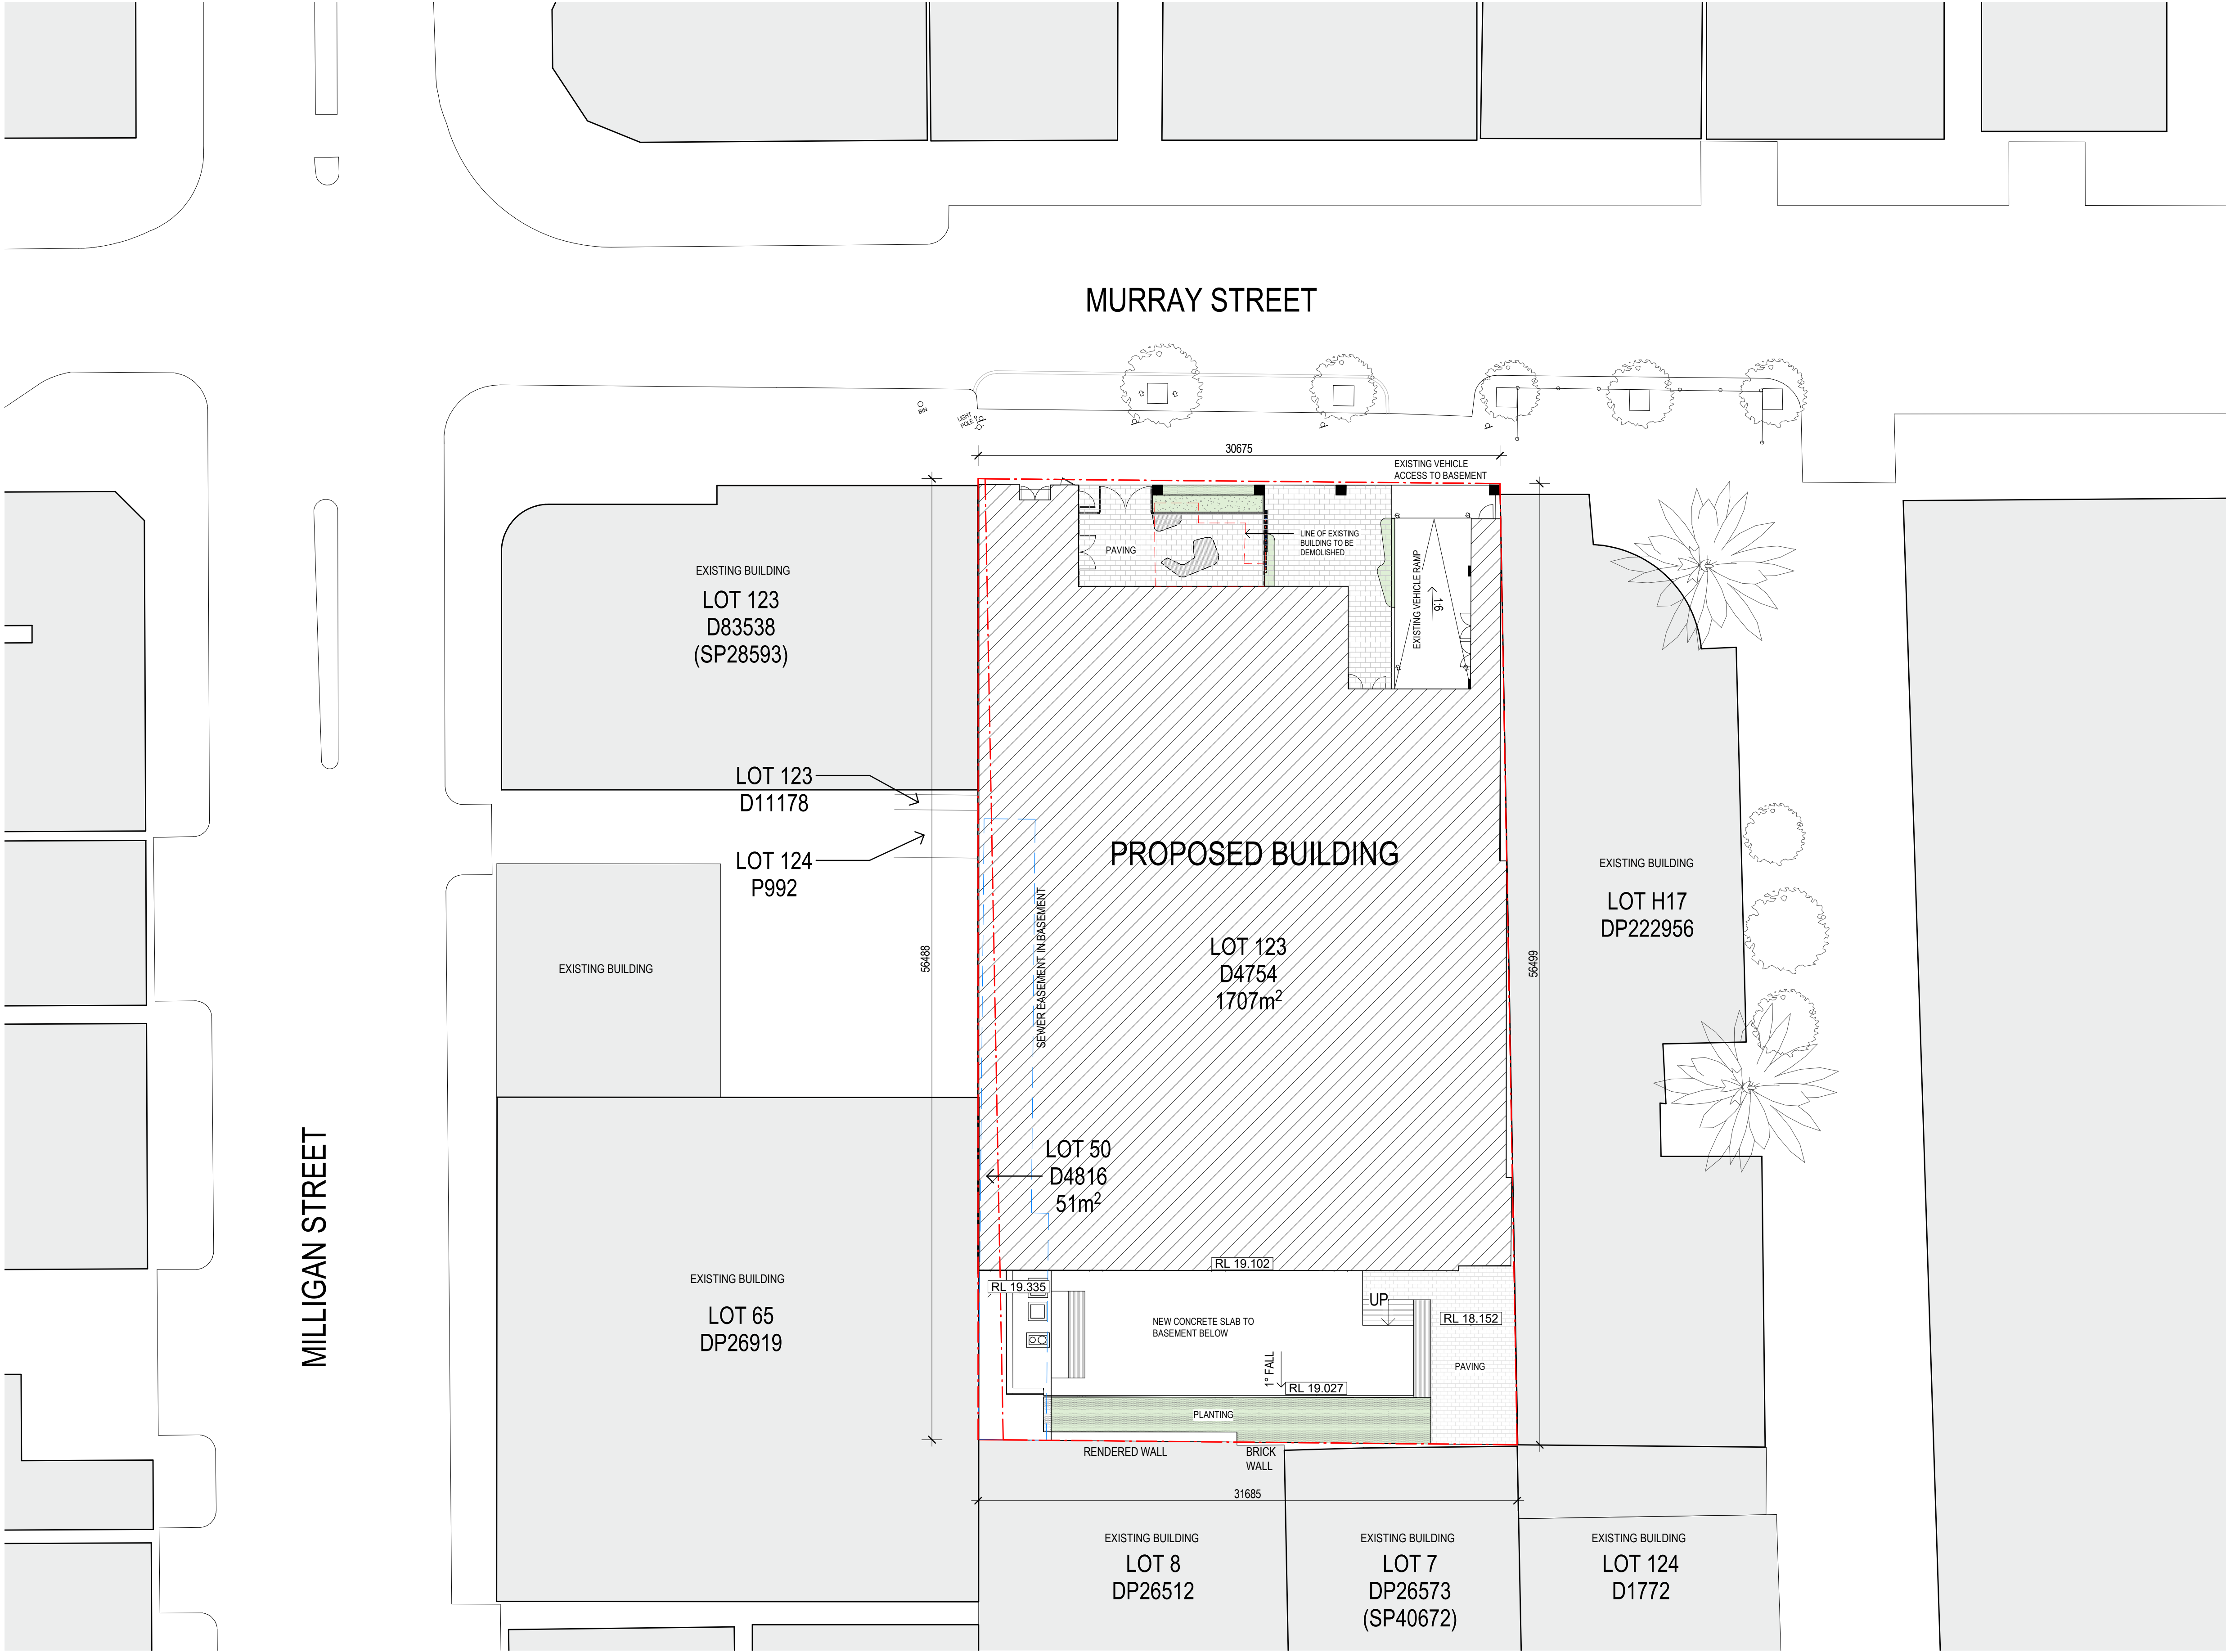 MURRAY STREET
BIN
LIGHT
POLE
30675
EXISTING VEHICLE
ACCESS TO BASEMENT
LINE OF EXISTING
BUILDING TO BE
DEMOLISHED
PAVING
EXISTING VEHICLE RAMP
1:6
EXISTING BUILDING
LOT 123
D83538
(SP28593)
LOT 123
D11178
LOT 124
P992
PROPOSED BUILDING
EXISTING BUILDING
LOT H17
DP222956
56488
SEWER EASEMENT IN BASEMENT
LOT 123
D4754
1707m²
56499
EXISTING BUILDING
LOT 50
D4816
51m²
MILLIGAN STREET
RL 19.102
EXISTING BUILDING
LOT 65
DP26919
RL 19.335
UP
NEW CONCRETE SLAB TO
BASEMENT BELOW
RL 18.152
1° FALL
PAVING
RL 19.027
PLANTING
RENDERED WALL
BRICK
WALL
31685
EXISTING BUILDING
LOT 8
DP26512
EXISTING BUILDING
LOT 7
DP26573
(SP40672)
EXISTING BUILDING
LOT 124
D1772